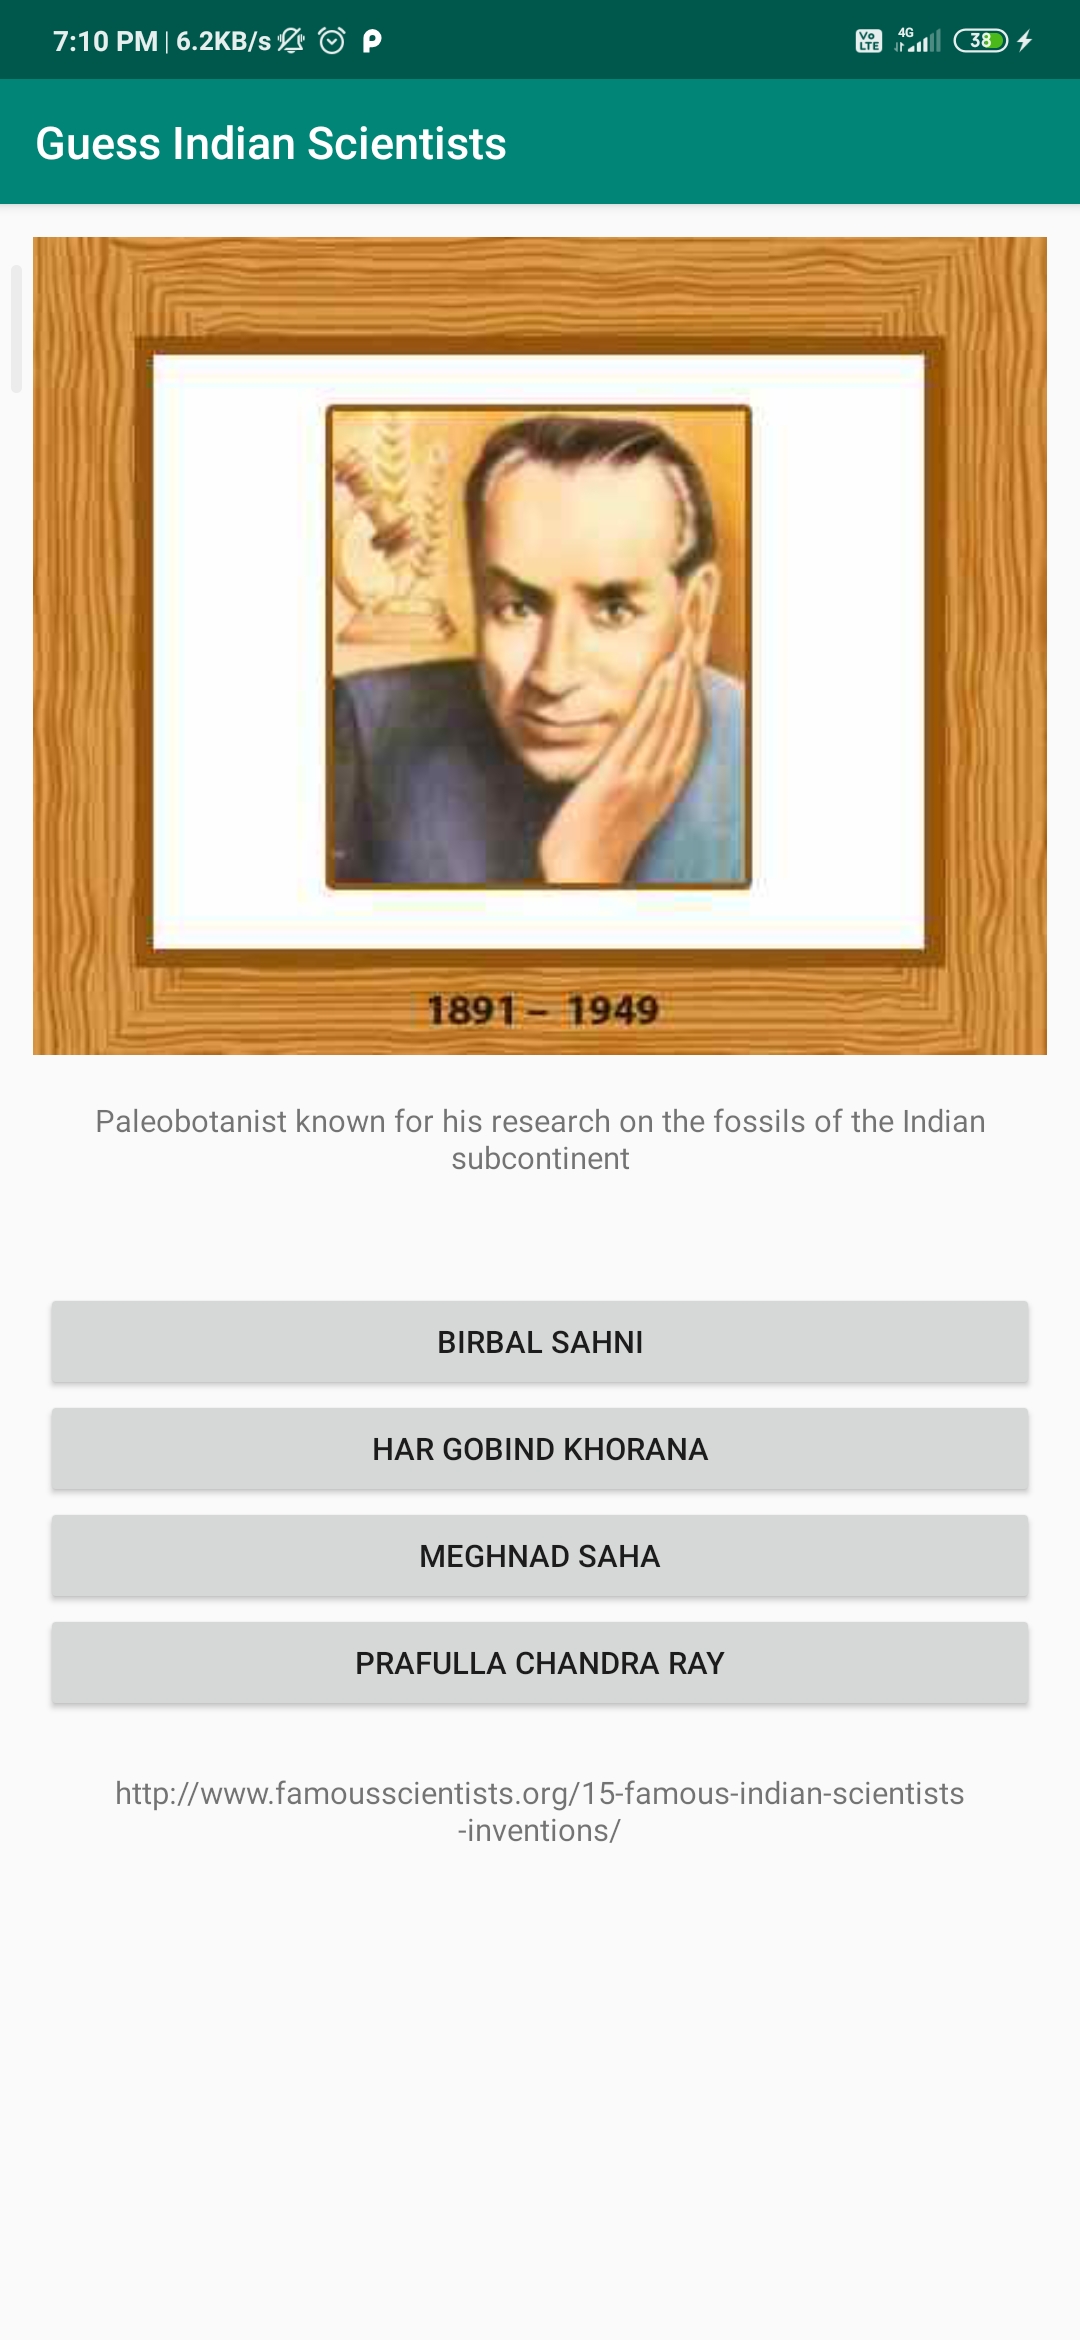 7:10 PM | 6.2KB/s
Vo LTE 4G 38
Guess Indian Scientists
1891 – 1949
Paleobotanist known for his research on the fossils of the Indian
subcontinent
BIRBAL SAHNI
HAR GOBIND KHORANA
MEGHNAD SAHA
PRAFULLA CHANDRA RAY
http://www.famousscientists.org/15-famous-indian-scientists
-inventions/